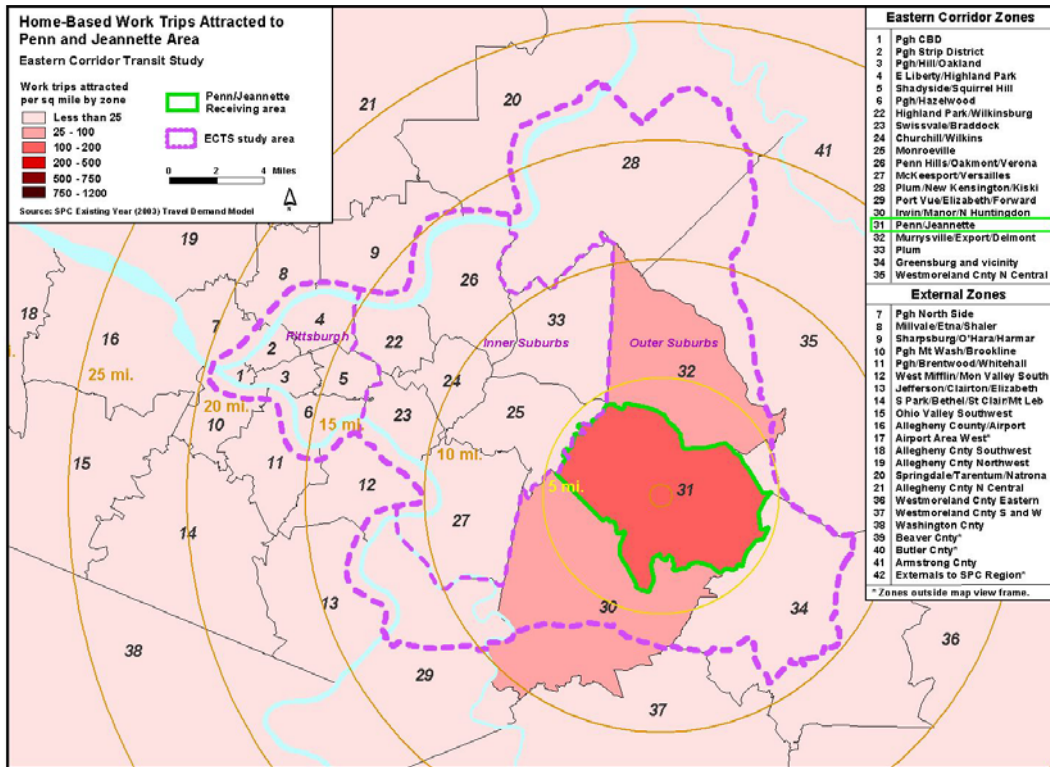 Home-Based Work Trips Attracted to
Penn and Jeannette Area
Eastern Corridor Transit Study
Work trips attracted
per sq mile by zone
Less than 25
25 - 100
100 - 200
200 - 500
500 - 750
750 - 1200
Penn/Jeannette
Receiving area
ECTS study area
0 2 4 Miles
N
Source: SPC Existing Year (2003) Travel Demand Model
Eastern Corridor Zones
1 Pgh CBD
2 Pgh Strip District
3 Pgh/Hill/Oakland
4 E Liberty/Highland Park
5 Shadyside/Squirrel Hill
6 Pgh/Hazelwood
22 Highland Park/Wilkinsburg
23 Swissvale/Braddock
24 Churchill/Wilkins
25 Monroeville
26 Penn Hills/Oakmont/Verona
27 McKeesport/Versailles
28 Plum/New Kensington/Kiski
29 Port Vue/Elizabeth/Forward
30 Irwin/Manor/N Huntingdon
31 Penn/Jeannette
32 Murrysville/Export/Delmont
33 Plum
34 Greensburg and vicinity
35 Westmoreland Cnty N Central
External Zones
7 Pgh North Side
8 Millvale/Etna/Shaler
9 Sharpsburg/O'Hara/Harmar
10 Pgh Mt Wash/Brookline
11 Pgh/Brentwood/Whitehall
12 West Mifflin/Mon Valley South
13 Jefferson/Clairton/Elizabeth
14 S Park/Bethel/St Clair/Mt Leb
15 Ohio Valley Southwest
16 Allegheny County/Airport
17 Airport Area West*
18 Allegheny Cnty Southwest
19 Allegheny Cnty Northwest
20 Springdale/Tarentum/Natrona
21 Allegheny Cnty N Central
36 Westmoreland Cnty Eastern
37 Westmoreland Cnty S and W
38 Washington Cnty
39 Beaver Cnty*
40 Butler Cnty*
41 Armstrong Cnty
42 Externals to SPC Region*
* Zones outside map view frame.
21
20
41
28
19
9
8
26
18
16
7
4
Pittsburgh
2
22
33
Inner Suburbs
Outer Suburbs
35
i.
25 mi.
1
3
5
24
32
20 mi.
10
6
15 mi.
23
25
10 mi.
15
11
12
5 mi.
31
27
14
13
30
34
38
29
36
37